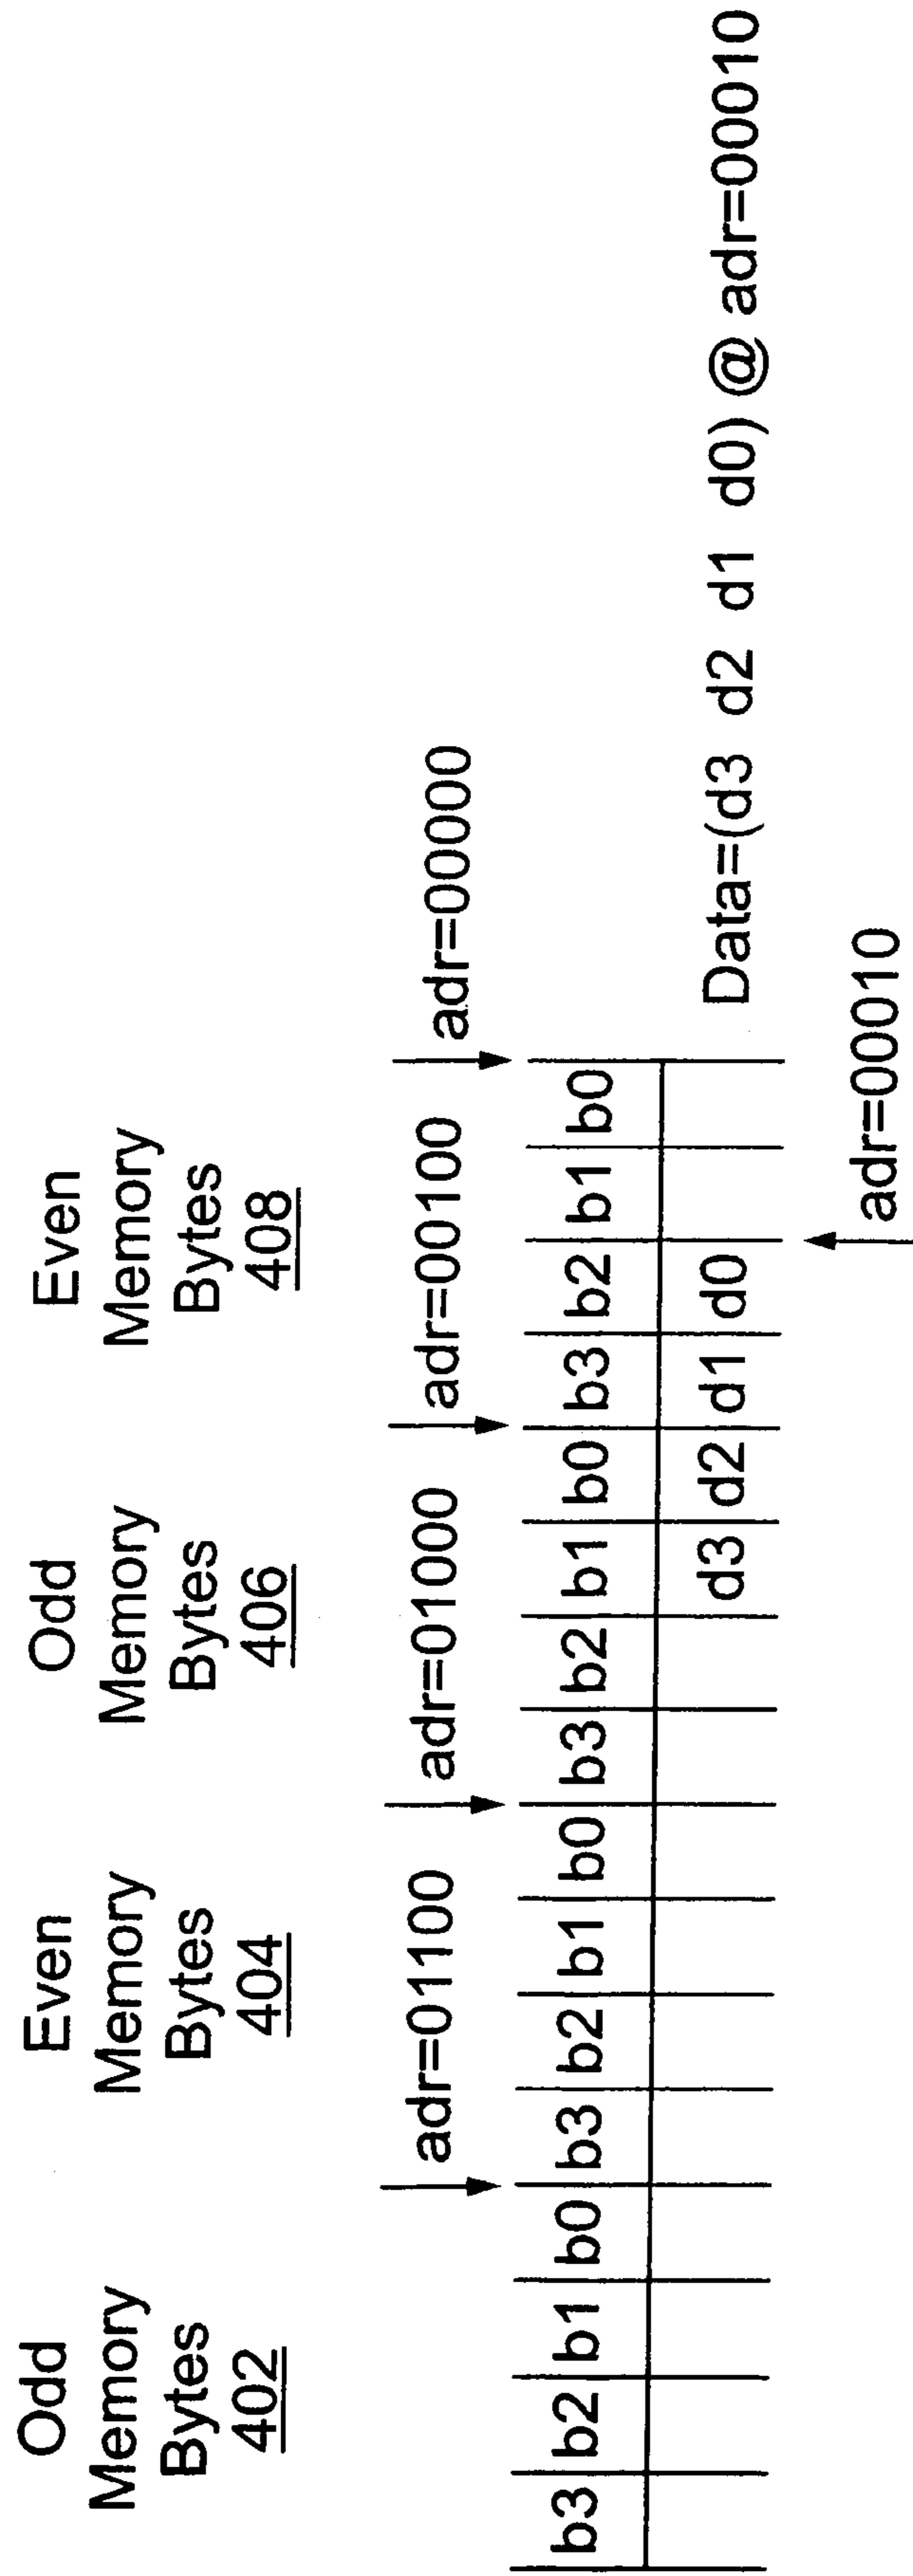 Odd
Memory
Bytes
402
Even
Memory
Bytes
404
Odd
Memory
Bytes
406
Even
Memory
Bytes
408
adr=01100 adr=01000 adr=00100 adr=00000
b3 b2 b1 b0 b3 b2 b1 b0 b3 b2 b1 b0 b3 b2 b1 b0
d3 d2 d1 d0 Data=(d3 d2 d1 d0) @ adr=00010
adr=00010